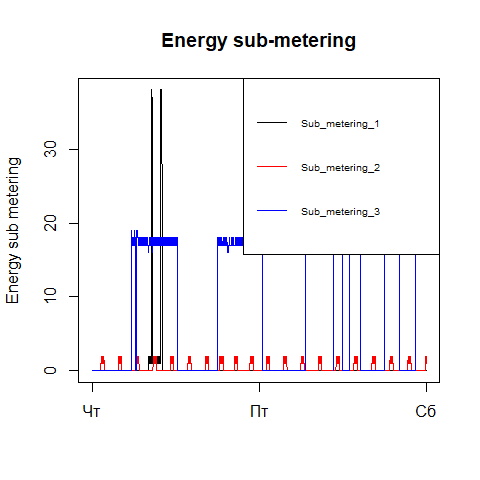 Energy sub-metering
Energy sub metering
30
20
10
0
Sub_metering_1
Sub_metering_2
Sub_metering_3
Чт
Пт
Сб